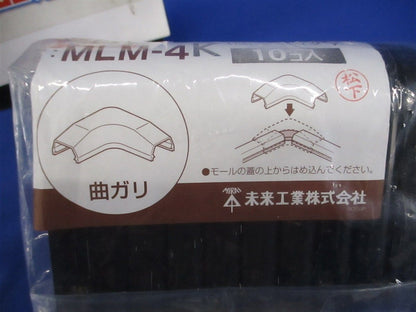 MLM-4K
10コ入
松下
曲ガリ
●モールの蓋の上からはめ込んでください。
MIRAI
未来工業株式会社